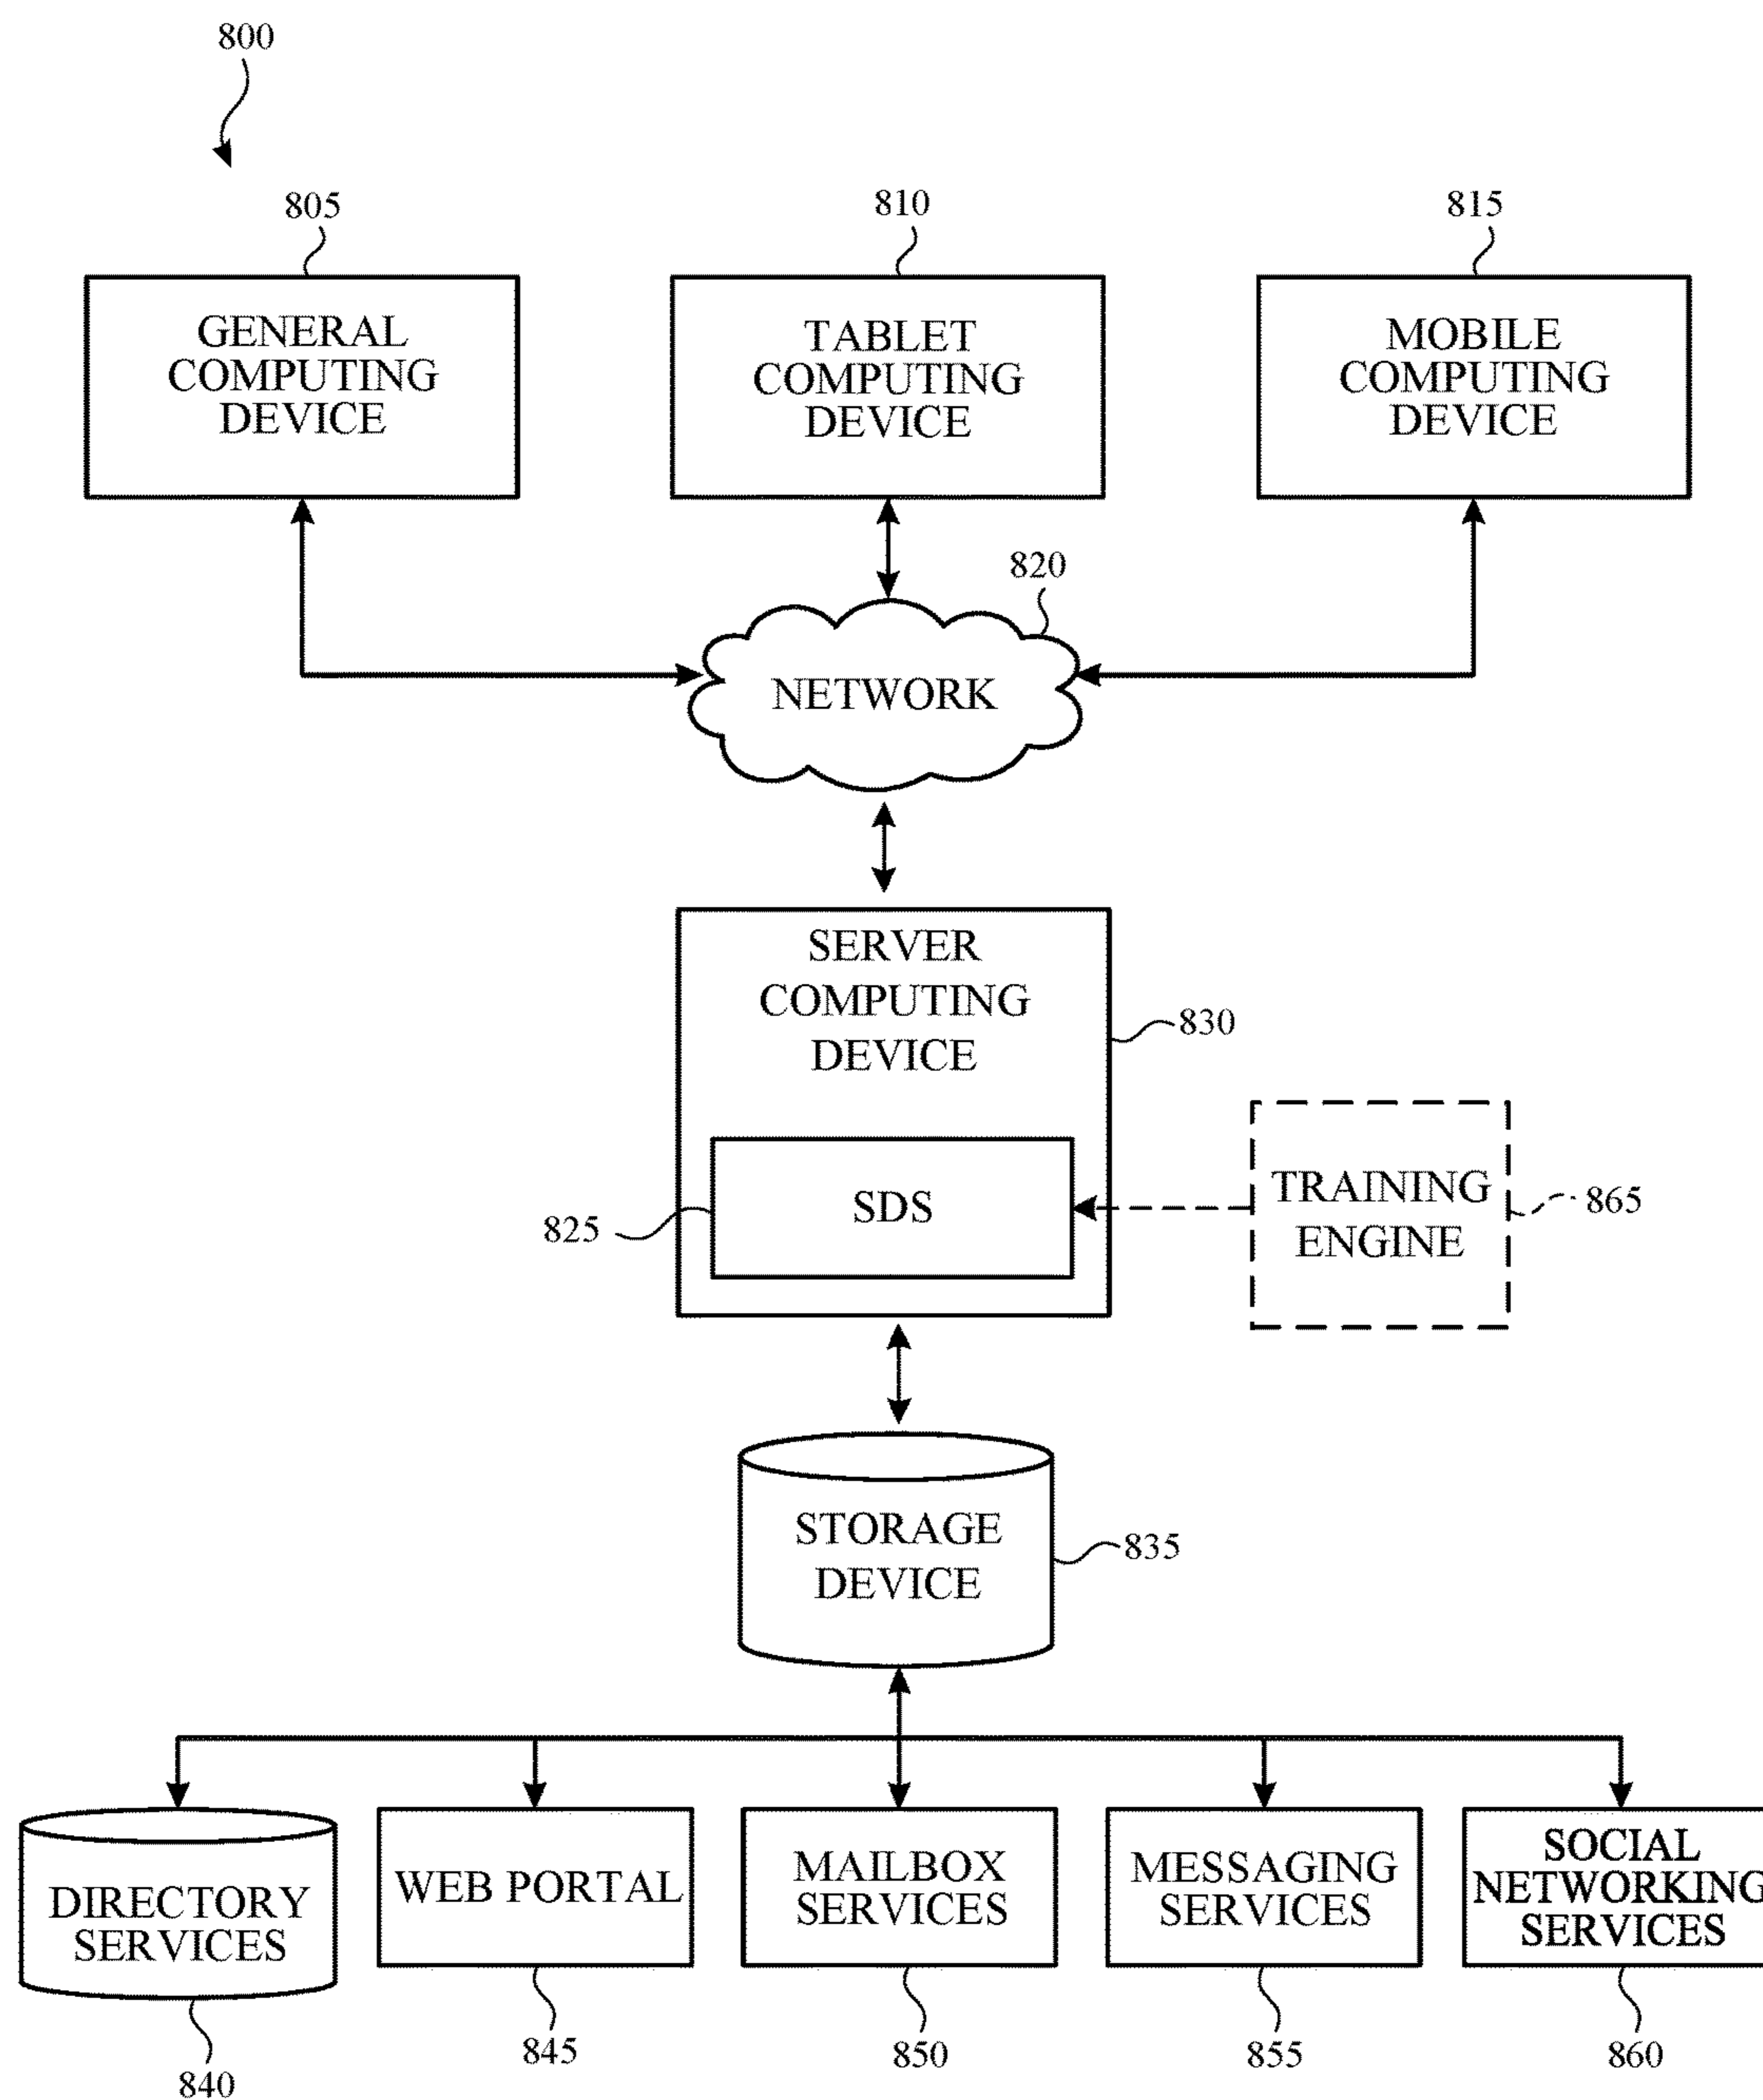 800
805
810
815
GENERAL
COMPUTING
DEVICE
TABLET
COMPUTING
DEVICE
MOBILE
COMPUTING
DEVICE
820
NETWORK
SERVER
COMPUTING
DEVICE
830
SDS
825
TRAINING
ENGINE
865
STORAGE
DEVICE
835
DIRECTORY
SERVICES
WEB PORTAL
MAILBOX
SERVICES
MESSAGING
SERVICES
SOCIAL
NETWORKING
SERVICES
840
845
850
855
860